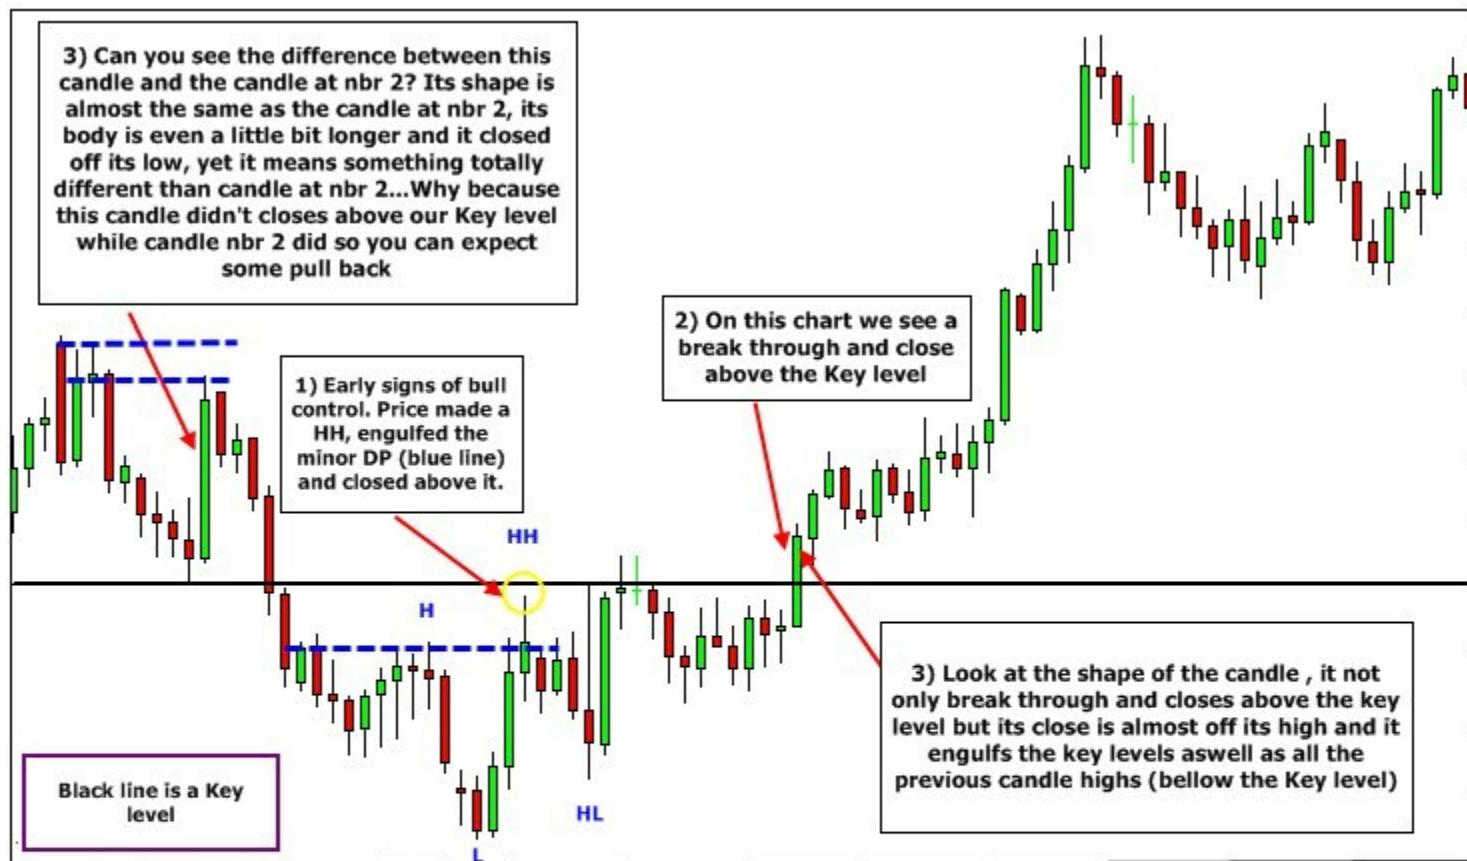 3) Can you see the difference between this
candle and the candle at nbr 2? Its shape is
almost the same as the candle at nbr 2, its
body is even a little bit longer and it closed
off its low, yet it means something totally
different than candle at nbr 2...Why because
this candle didn't closes above our Key level
while candle nbr 2 did so you can expect
some pull back
2) On this chart we see a
break through and close
above the Key level
1) Early signs of bull
control. Price made a
HH, engulfed the
minor DP (blue line)
and closed above it.
HH
H
3) Look at the shape of the candle , it not
only break through and closes above the key
level but its close is almost off its high and it
engulfs the key levels aswell as all the
previous candle highs (bellow the Key level)
Black line is a Key
level
HL
L